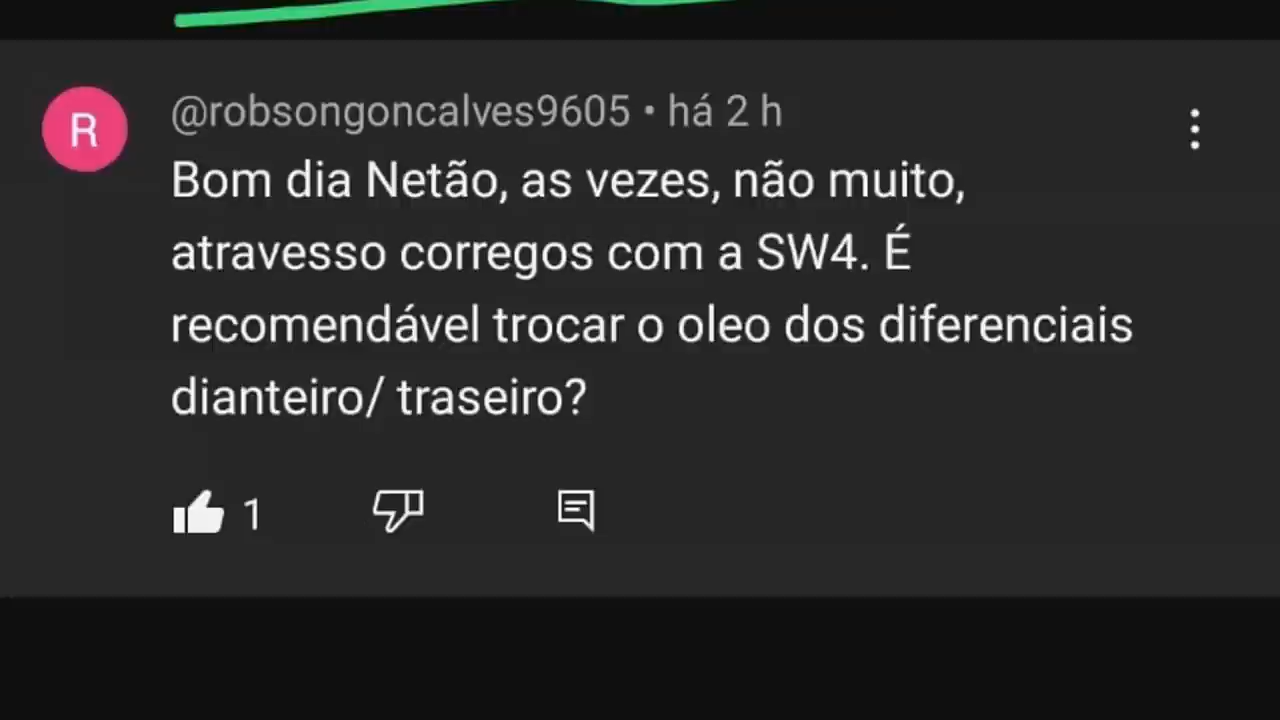 R
@robsongoncalves9605 • há 2 h
Bom dia Netão, as vezes, não muito,
atravesso corregos com a SW4. É
recomendável trocar o oleo dos diferenciais
dianteiro/ traseiro?
1